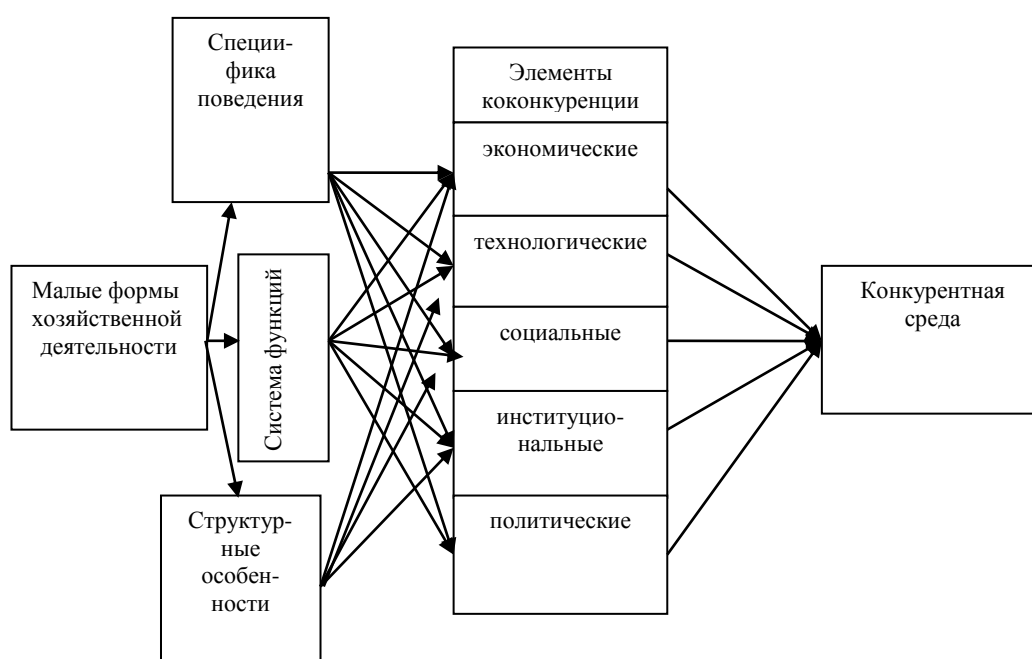 Специи-
фика
поведения
Малые формы
хозяйственной
деятельности
Система функций
Структур-
ные
особен-
ности
Элементы
коконкуренции
экономические
технологические
социальные
институцио-
нальные
политические
Конкурентная
среда